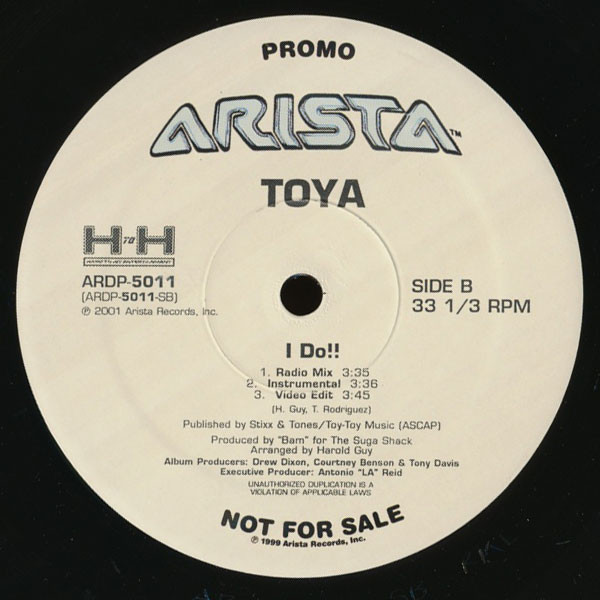 PROMO
ARISTA™
TOYA
H TO H
ARDP-5011
(ARDP-5011-SB)
℗ 2001 Arista Records, Inc.
SIDE B
33 1/3 RPM
I Do!!
1. Radio Mix 3:35
2. Instrumental 3:36
3. Video Edit 3:45
(H. Guy, T. Rodriguez)
Published by Stixx & Tones/Toy-Toy Music (ASCAP)
Produced by "Bam" for The Suga Shack
Arranged by Harold Guy
Album Producers: Drew Dixon, Courtney Benson & Tony Davis
Executive Producer: Antonio "LA" Reid
UNAUTHORIZED DUPLICATION IS A
VIOLATION OF APPLICABLE LAWS
NOT FOR SALE
℗ 1999 Arista Records, Inc.